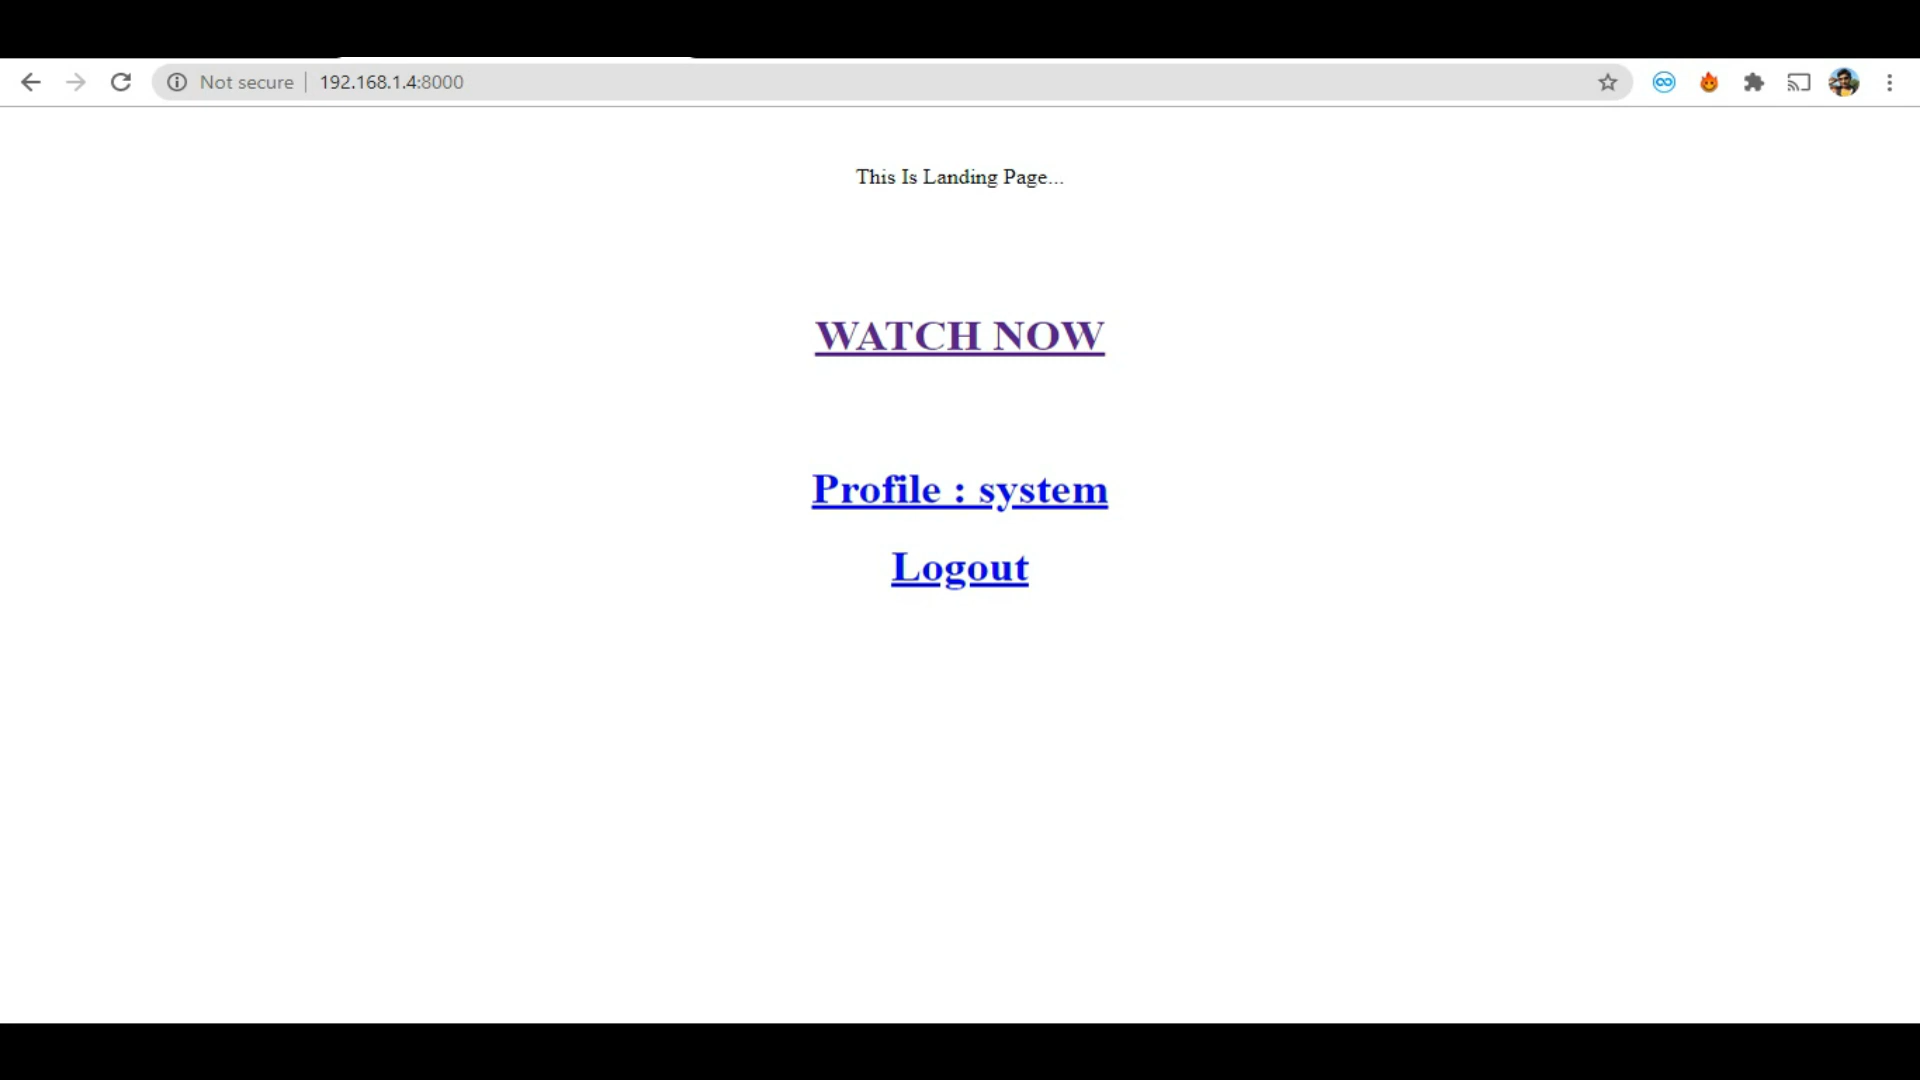 Not secure | 192.168.1.4:8000
This Is Landing Page...
WATCH NOW
Profile : system
Logout